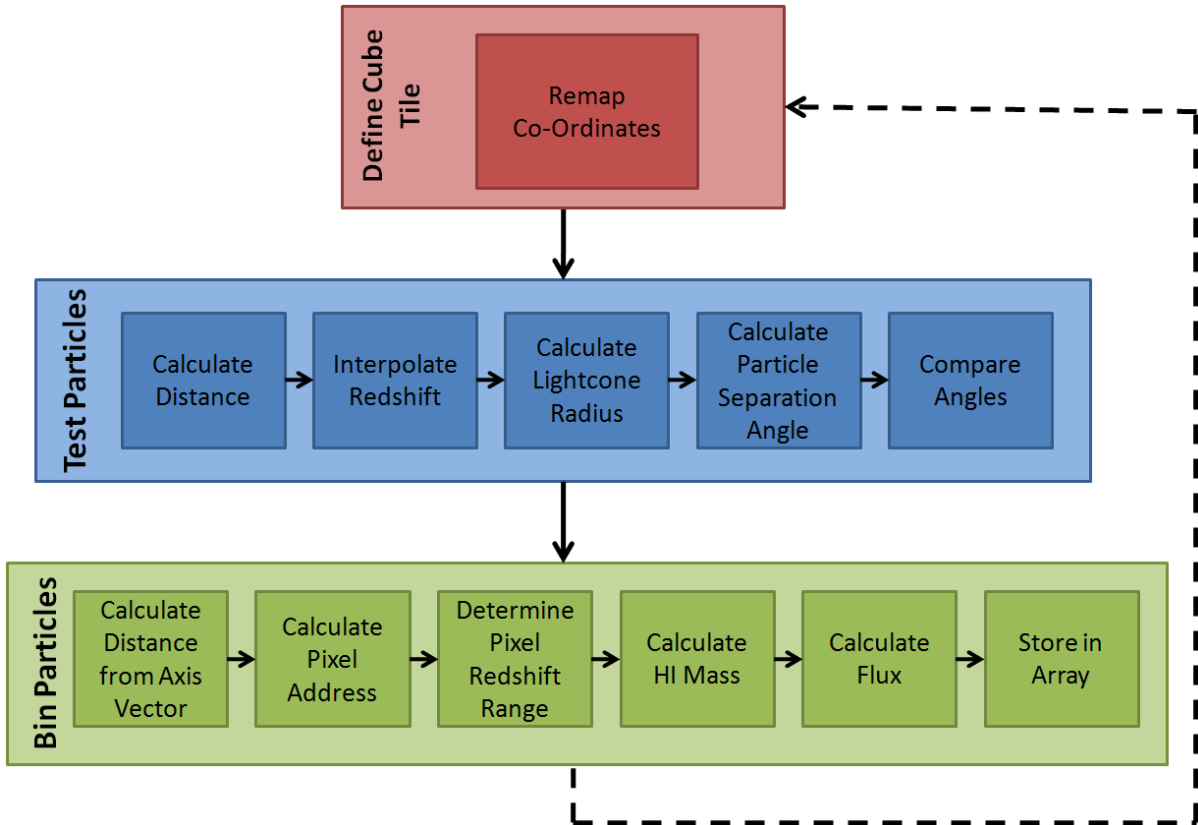 Define Cube
Tile
Remap
Co-Ordinates
Test Particles
Calculate
Distance
Interpolate
Redshift
Calculate
Lightcone
Radius
Calculate
Particle
Separation
Angle
Compare
Angles
Bin Particles
Calculate
Distance
from Axis
Vector
Calculate
Pixel
Address
Determine
Pixel
Redshift
Range
Calculate
HI Mass
Calculate
Flux
Store in
Array